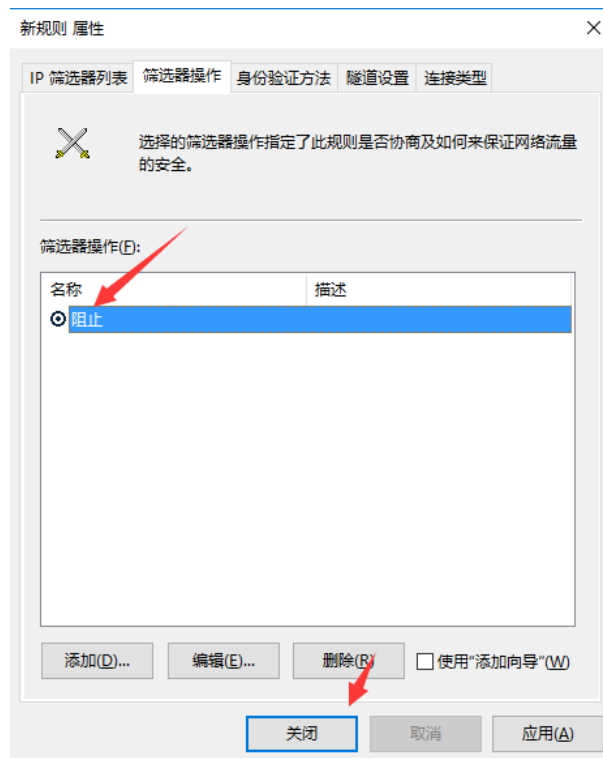 新规则 属性
IP 筛选器列表 筛选器操作 身份验证方法 隧道设置 连接类型
选择的筛选器操作指定了此规则是否协商及如何来保证网络流量
的安全。
筛选器操作(F):
名称 描述
阻止
添加(D)... 编辑(E)... 删除(R) 使用"添加向导"(W)
关闭 取消 应用(A)